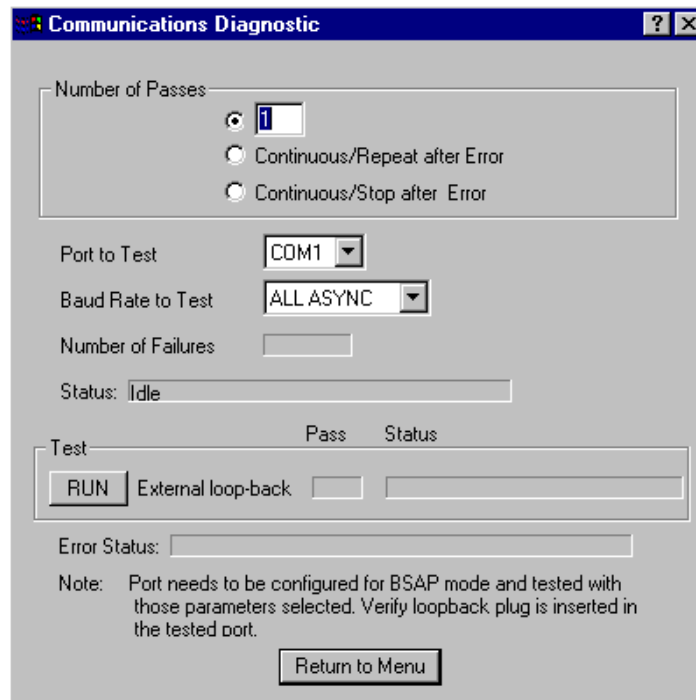 Communications Diagnostic
Number of Passes
1
Continuous/Repeat after Error
Continuous/Stop after Error
Port to Test COM1
Baud Rate to Test ALL ASYNC
Number of Failures
Status: Idle
Pass Status
Test
RUN External loop-back
Error Status:
Note: Port needs to be configured for BSAP mode and tested with
those parameters selected. Verify loopback plug is inserted in
the tested port.
Return to Menu